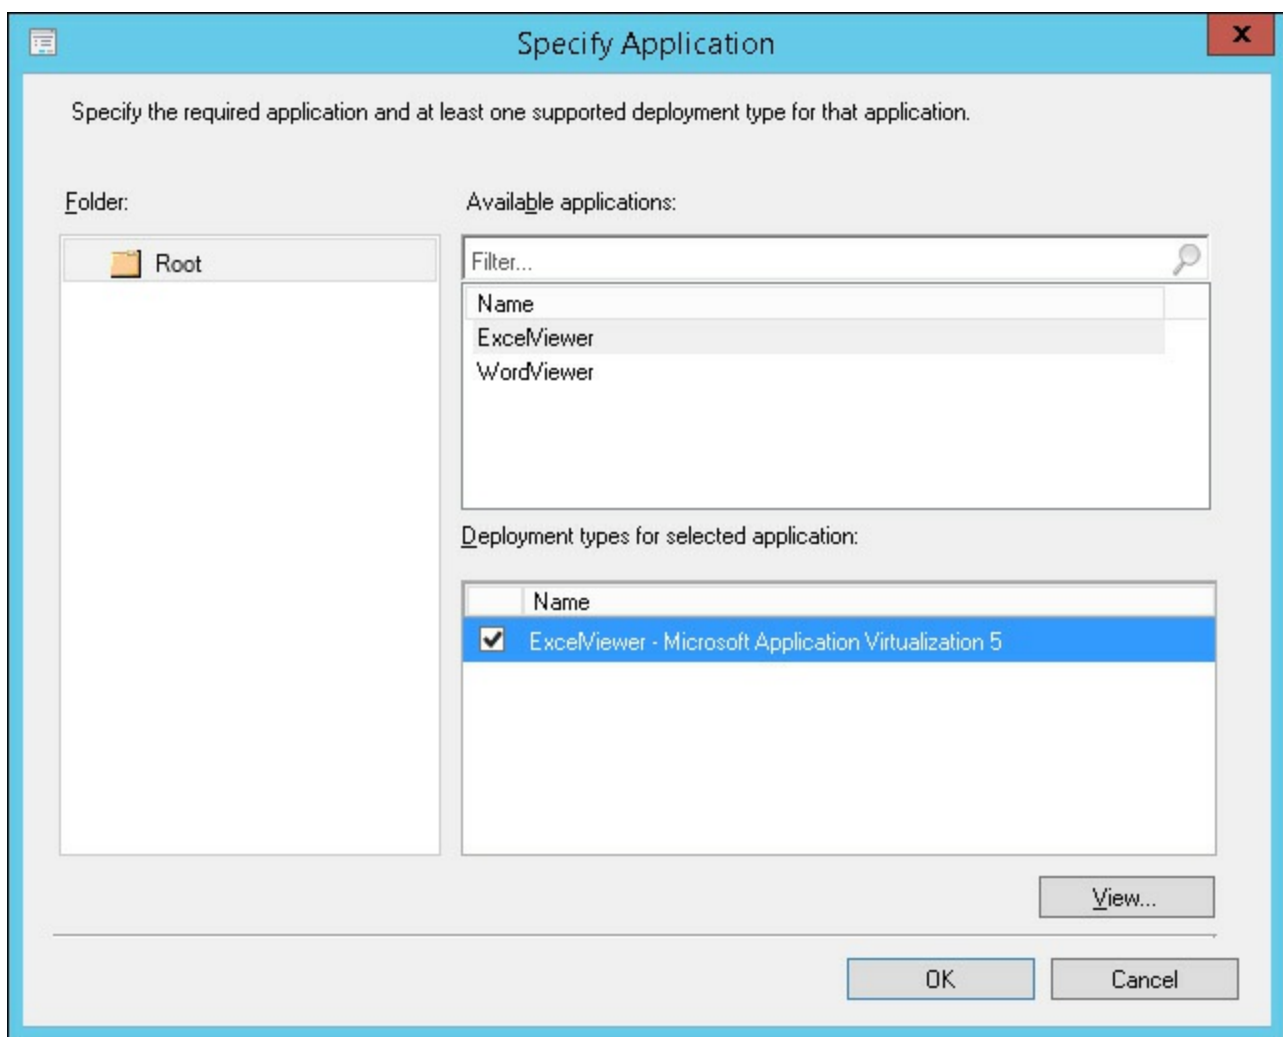 Specify Application
x
Specify the required application and at least one supported deployment type for that application.
Folder:
Root
Available applications:
Filter...
Name
ExcelViewer
WordViewer
Deployment types for selected application:
Name
ExcelViewer - Microsoft Application Virtualization 5
View...
OK
Cancel